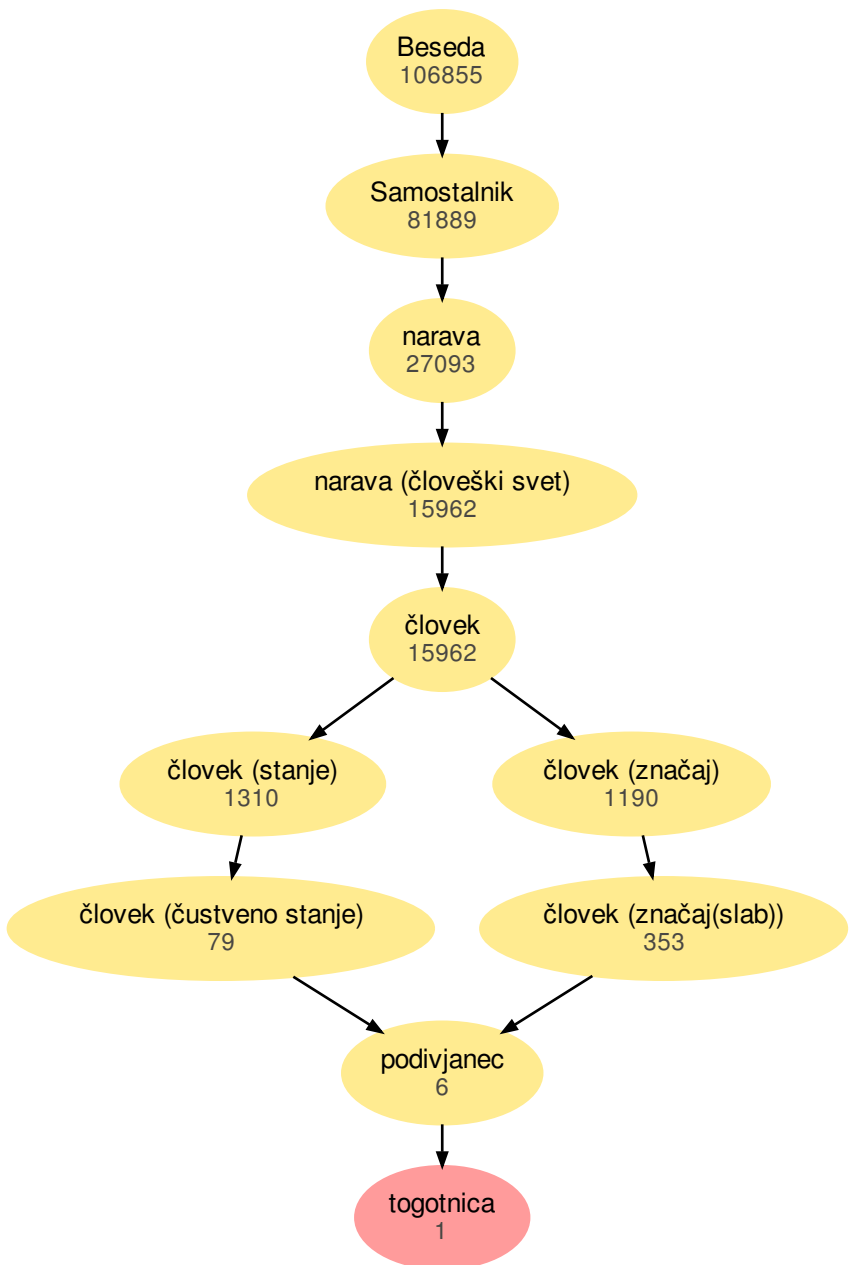 Beseda
106855
Samostalnik
81889
narava
27093
narava (človeški svet)
15962
človek
15962
človek (stanje)
1310
človek (značaj)
1190
človek (čustveno stanje)
79
človek (značaj(slab))
353
podivjanec
6
togotnica
1